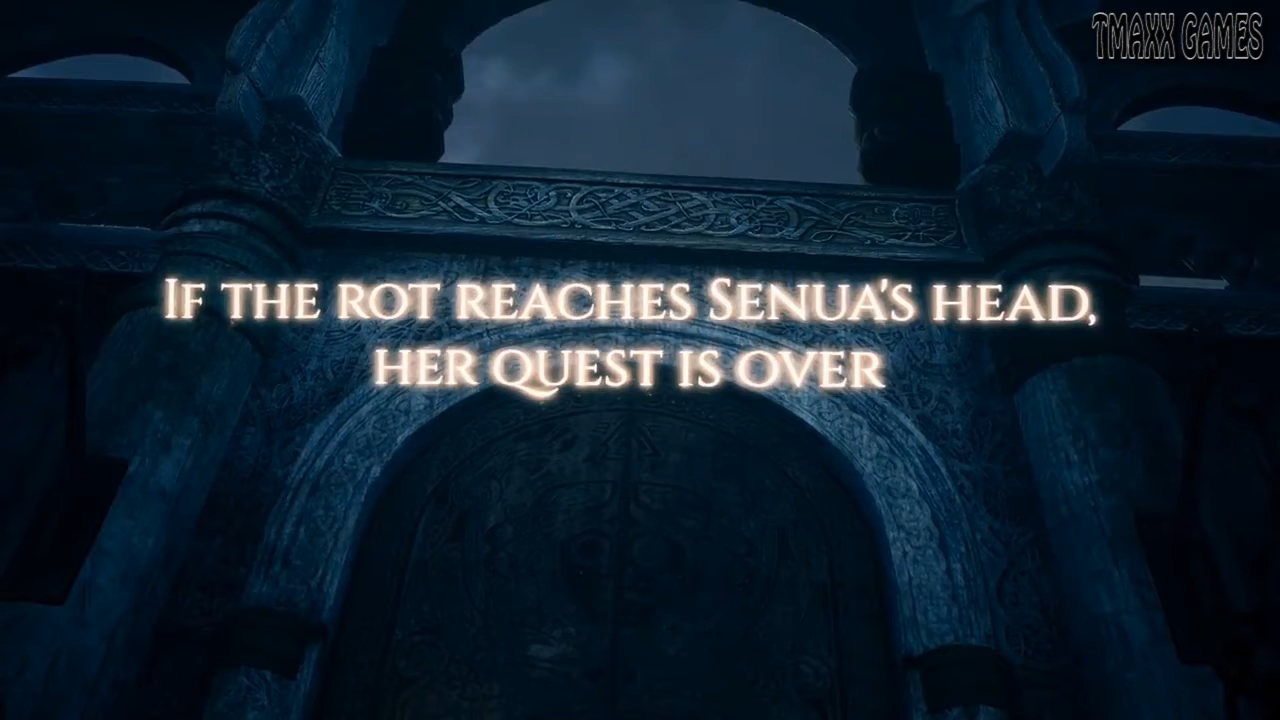 TMAXX GAMES
If the rot reaches Senua's head,
her quest is over